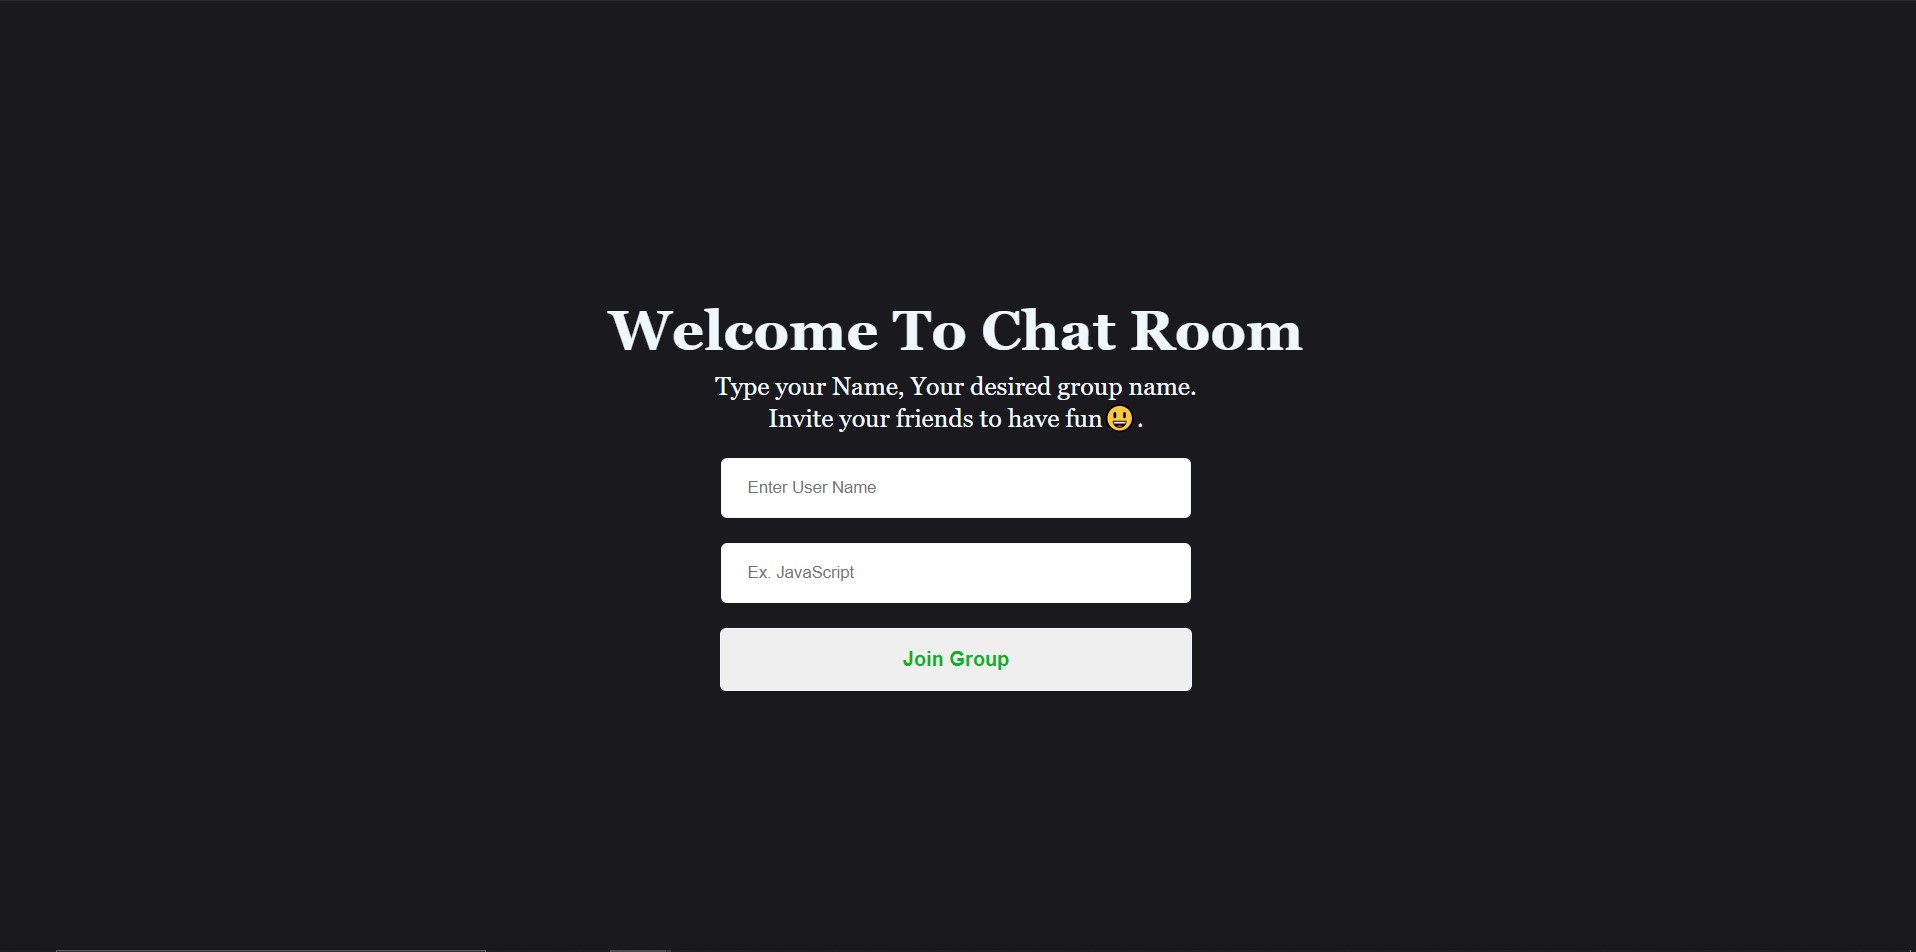 Welcome To Chat Room
Type your Name, Your desired group name.
Invite your friends to have fun😃.
Enter User Name
Ex. JavaScript
Join Group